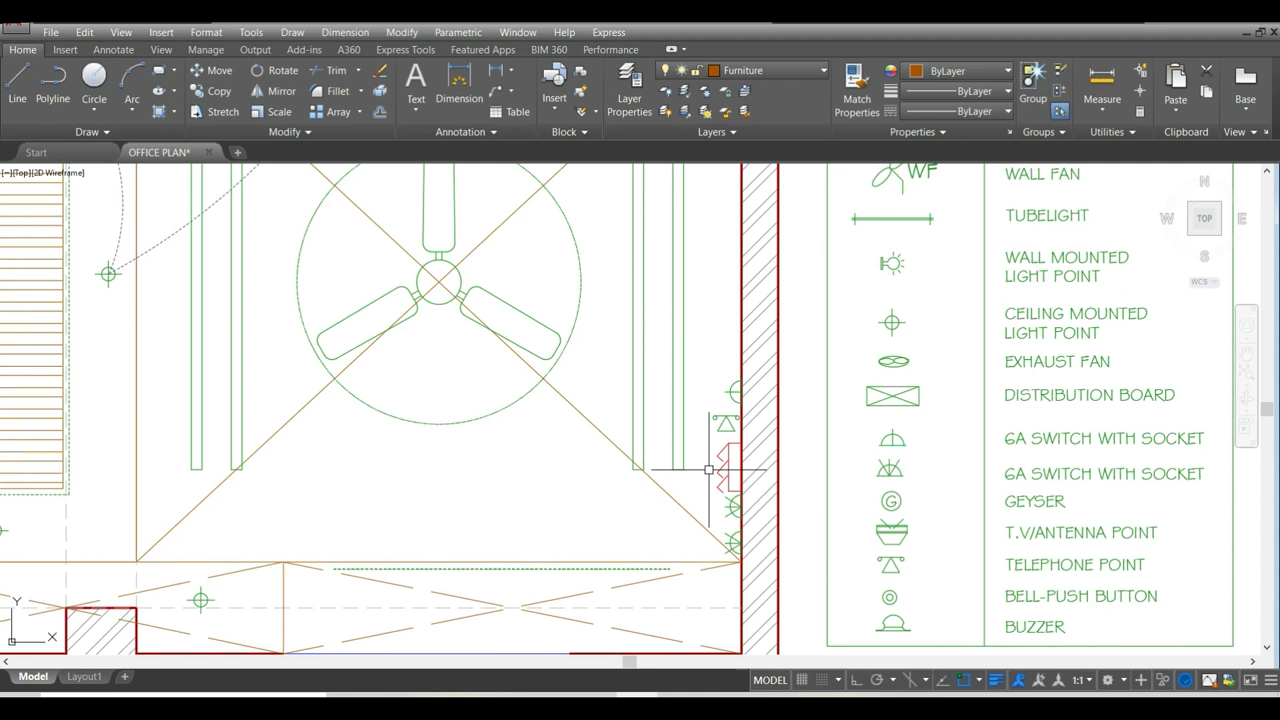 File Edit View Insert Format Tools Draw Dimension Modify Parametric Window Help Express
Home Insert Annotate View Manage Output Add-ins A360 Express Tools Featured Apps BIM 360 Performance
Line Polyline Circle Arc
Move Rotate Trim
Copy Mirror Fillet
Stretch Scale Array
Text Dimension Table
Insert
Layer Properties
Furniture
Match Properties
ByLayer
ByLayer
ByLayer
Group
Measure
Paste
Base
Draw Modify Annotation Block Layers Properties Groups Utilities Clipboard View
Start OFFICE PLAN*
[−][Top][2D Wireframe]
WF WALL FAN
TUBELIGHT
WALL MOUNTED
LIGHT POINT
CEILING MOUNTED
LIGHT POINT
EXHAUST FAN
DISTRIBUTION BOARD
6A SWITCH WITH SOCKET
6A SWITCH WITH SOCKET
G GEYSER
T.V/ANTENNA POINT
TELEPHONE POINT
BELL-PUSH BUTTON
BUZZER
N
W TOP E
S
WCS
Y
X
Model Layout1
MODEL 1:1